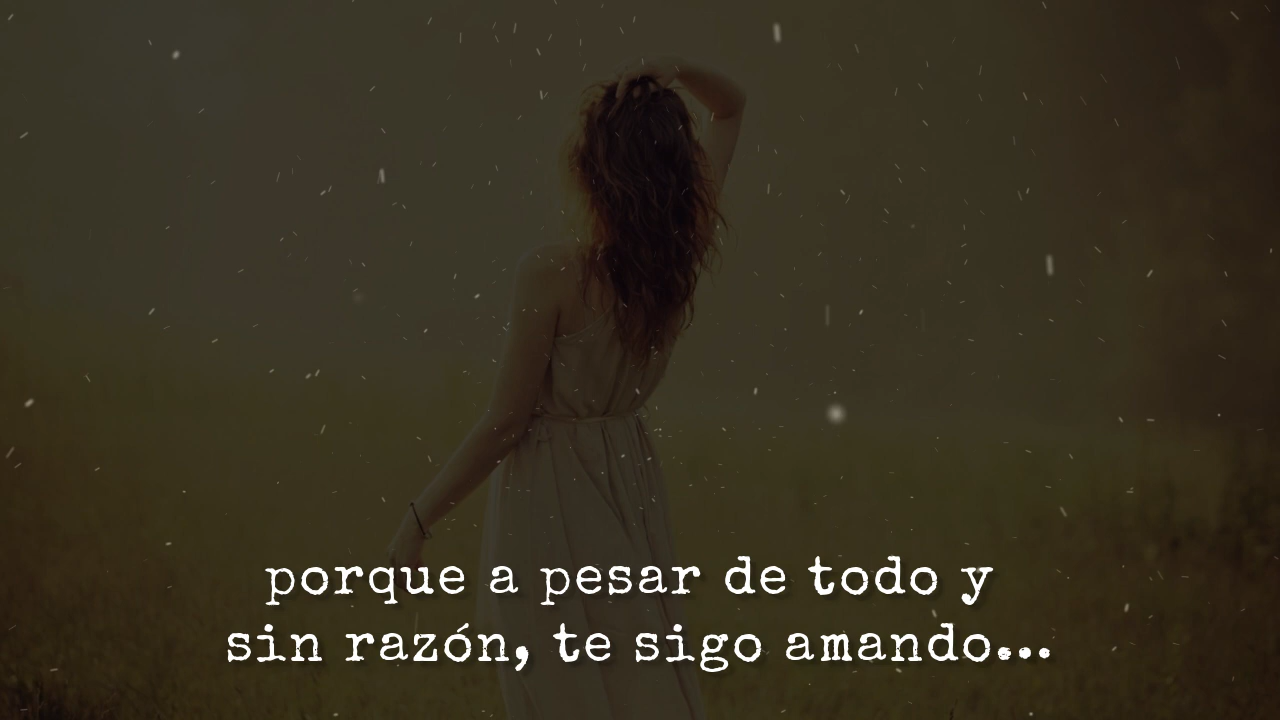 porque a pesar de todo y
sin razón, te sigo amando...